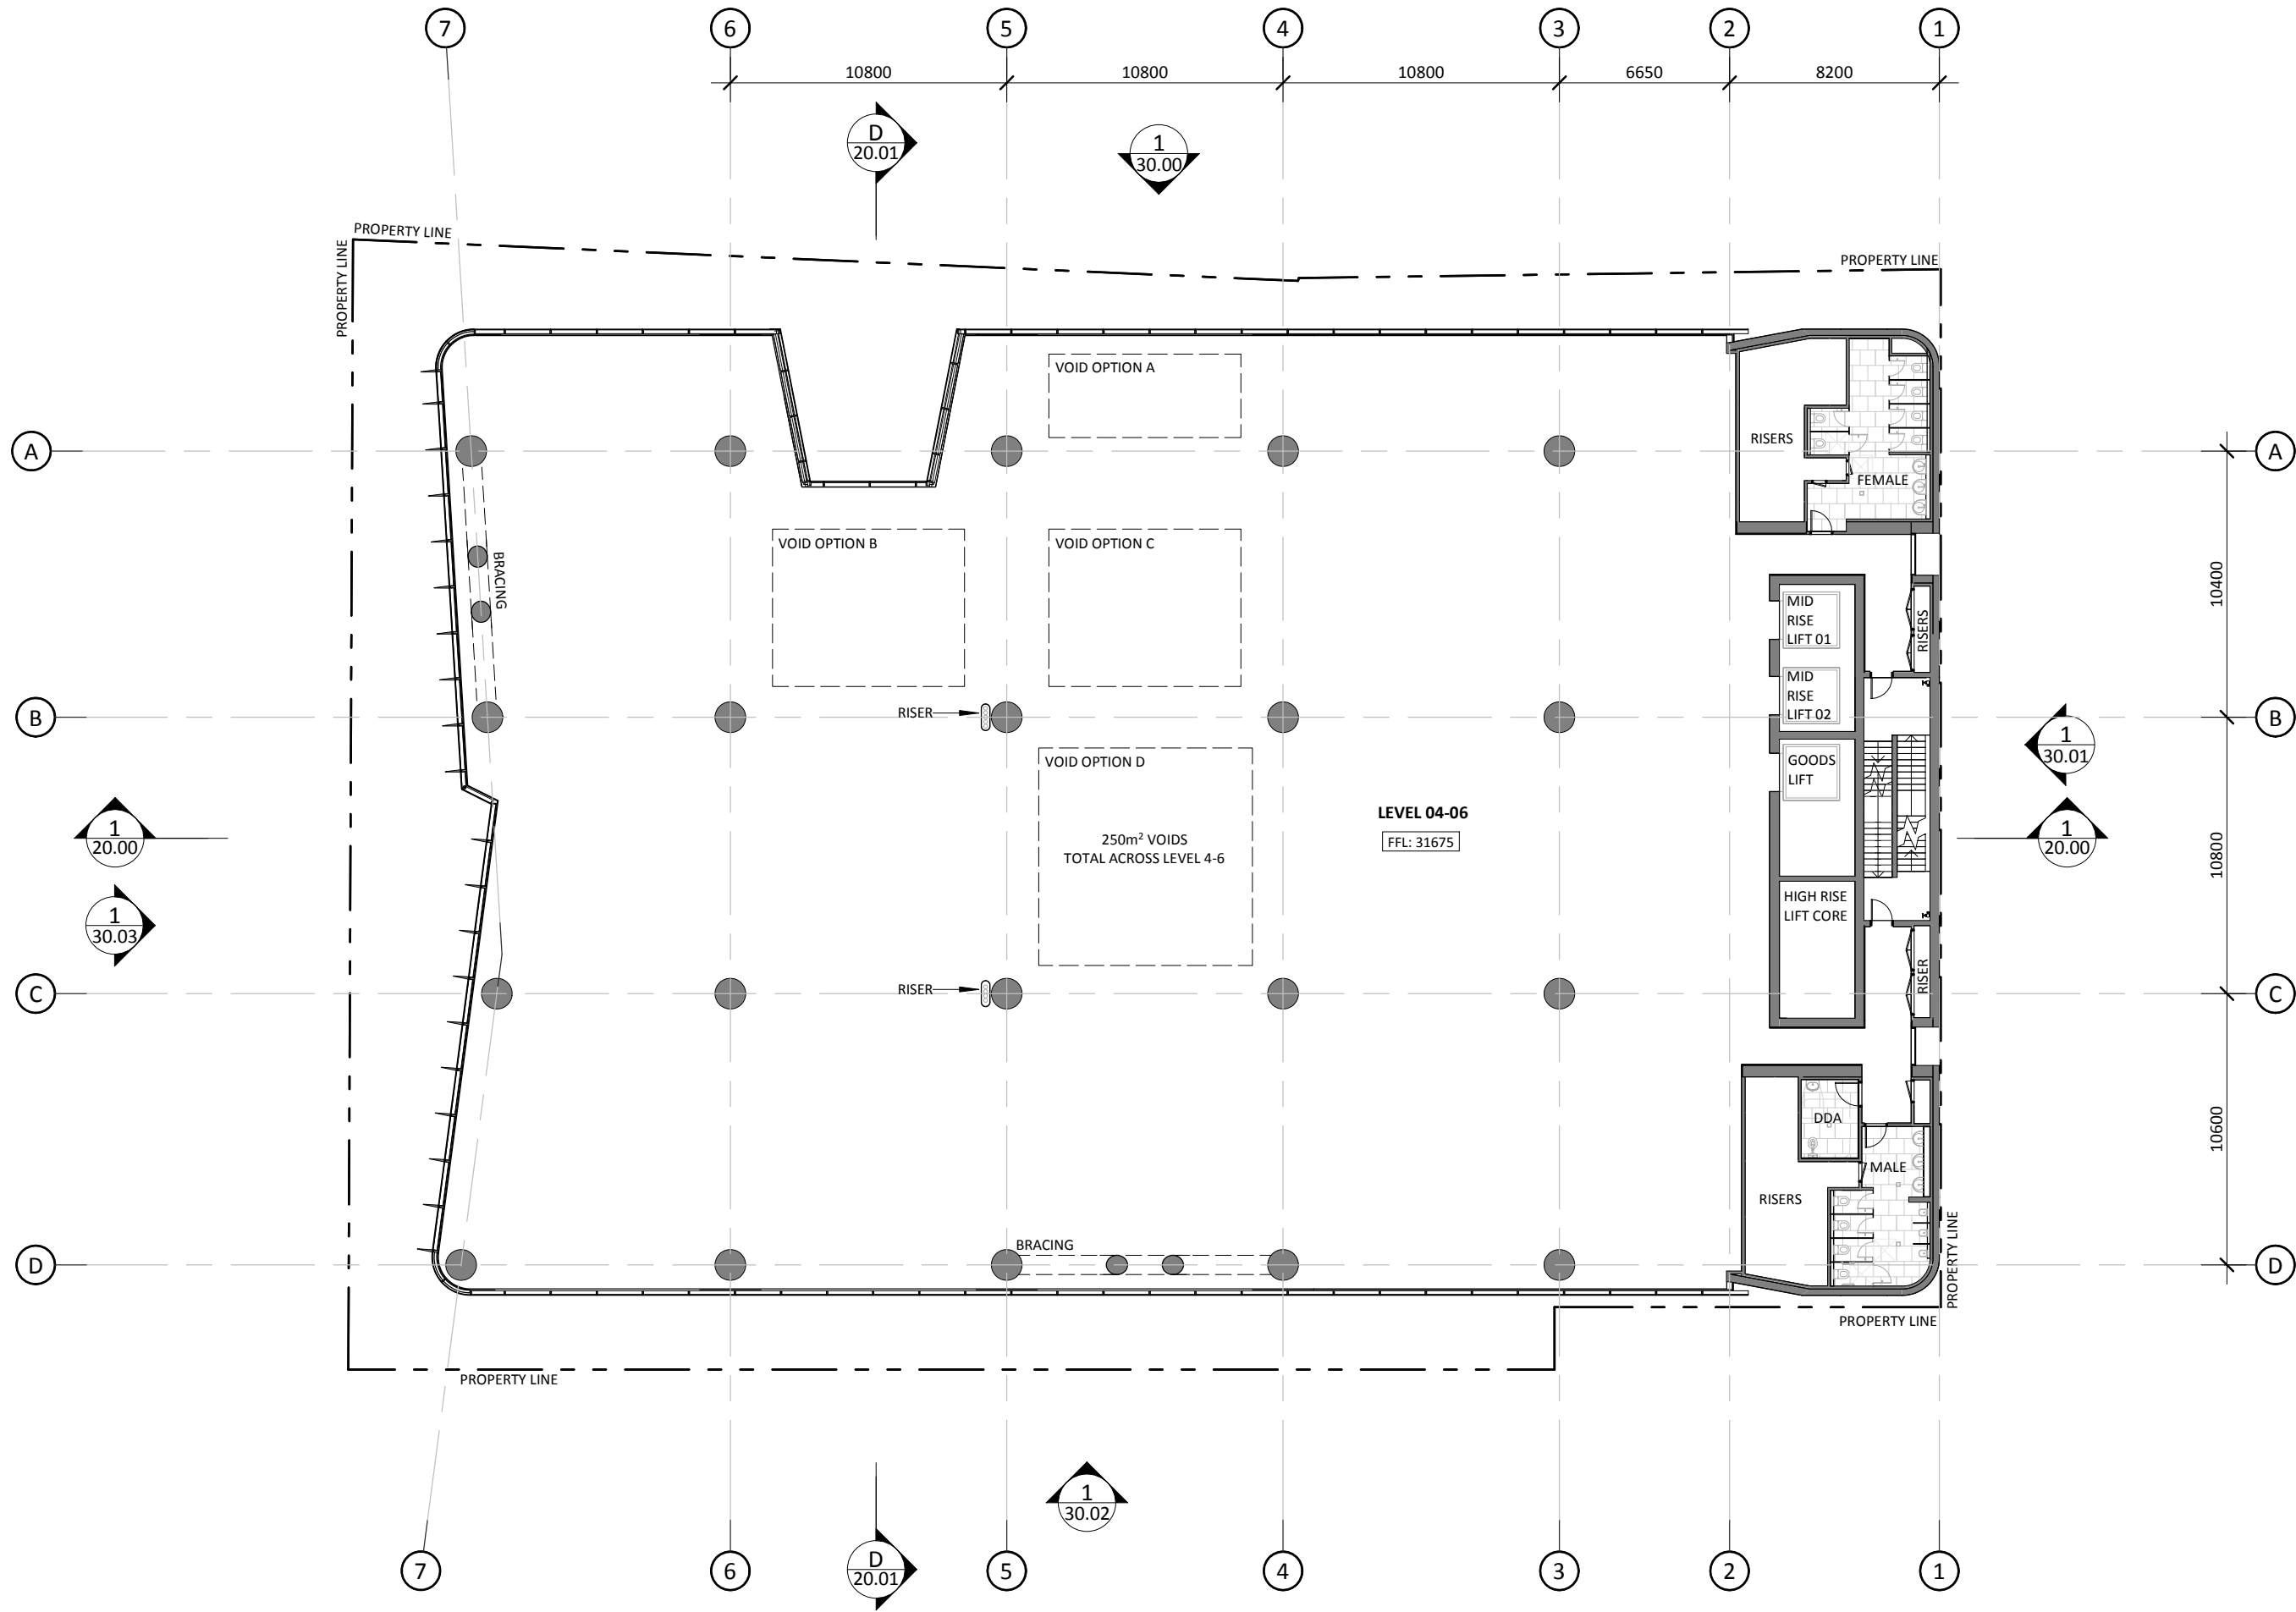 7
6
5
4
3
2
1
10800
10800
10800
6650
8200
D
20.01
1
30.00
PROPERTY LINE
PROPERTY LINE
PROPERTY LINE
VOID OPTION A
A
RISERS
FEMALE
A
VOID OPTION B
VOID OPTION C
BRACING
10400
MID
RISE
LIFT 01
RISERS
MID
RISE
LIFT 02
B
RISER
B
1
30.01
VOID OPTION D
GOODS
LIFT
LEVEL 04-06
FFL: 31675
250m² VOIDS
TOTAL ACROSS LEVEL 4-6
1
20.00
1
20.00
10800
HIGH RISE
LIFT CORE
1
30.03
RISER
C
RISER
C
DDA
10600
MALE
RISERS
BRACING
D
D
PROPERTY LINE
PROPERTY LINE
PROPERTY LINE
1
30.02
D
20.01
7
6
5
4
3
2
1